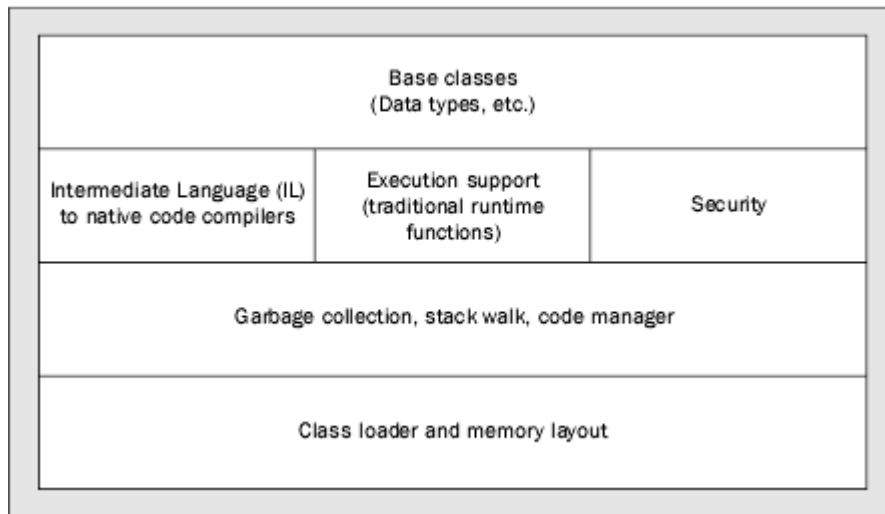 Base classes
(Data types, etc.)
Intermediate Language (IL)
to native code compilers
Execution support
(traditional runtime
functions)
Security
Garbage collection, stack walk, code manager
Class loader and memory layout